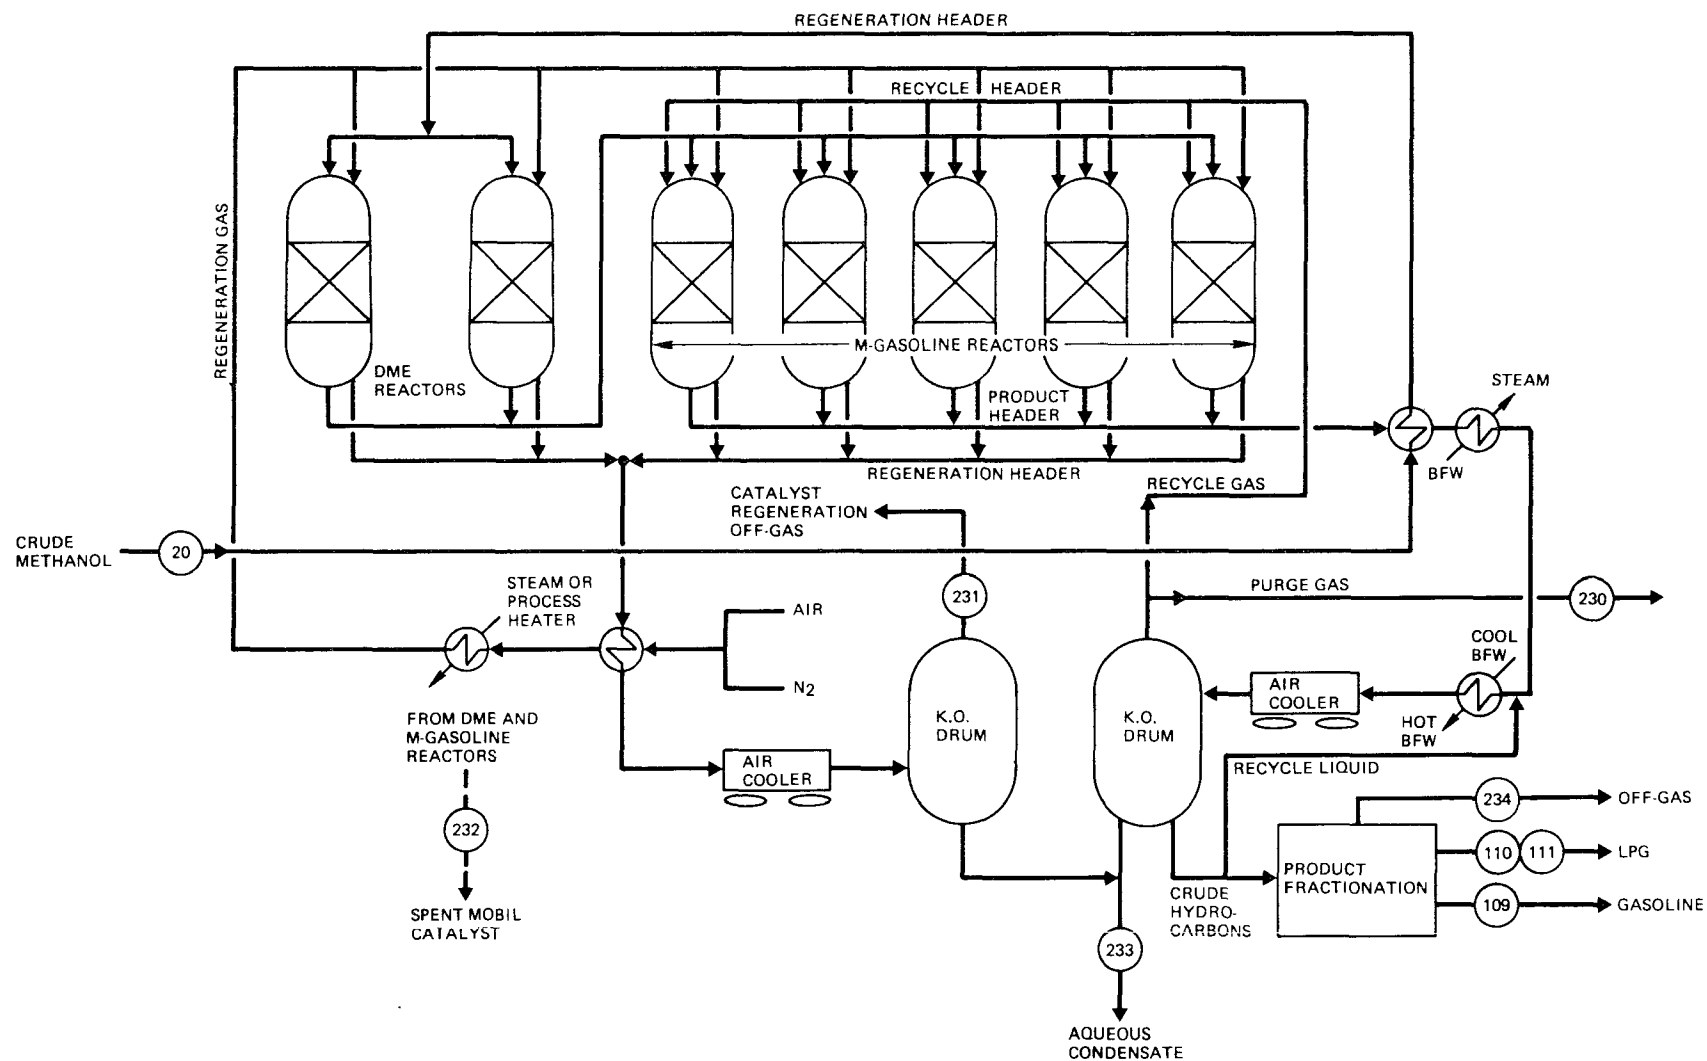 REGENERATION HEADER
RECYCLE HEADER
REGENERATION GAS
DME
REACTORS
M-GASOLINE REACTORS
PRODUCT
HEADER
STEAM
BFW
REGENERATION HEADER
RECYCLE GAS
CATALYST
REGENERATION
OFF-GAS
CRUDE
METHANOL
20
STEAM OR
PROCESS
HEATER
AIR
N2
231
PURGE GAS
230
COOL
BFW
HOT
BFW
AIR
COOLER
K.O.
DRUM
K.O.
DRUM
FROM DME AND
M-GASOLINE
REACTORS
232
SPENT MOBIL
CATALYST
AIR
COOLER
RECYCLE LIQUID
234
OFF-GAS
110
111
LPG
PRODUCT
FRACTIONATION
109
GASOLINE
CRUDE
HYDRO-
CARBONS
233
AQUEOUS
CONDENSATE